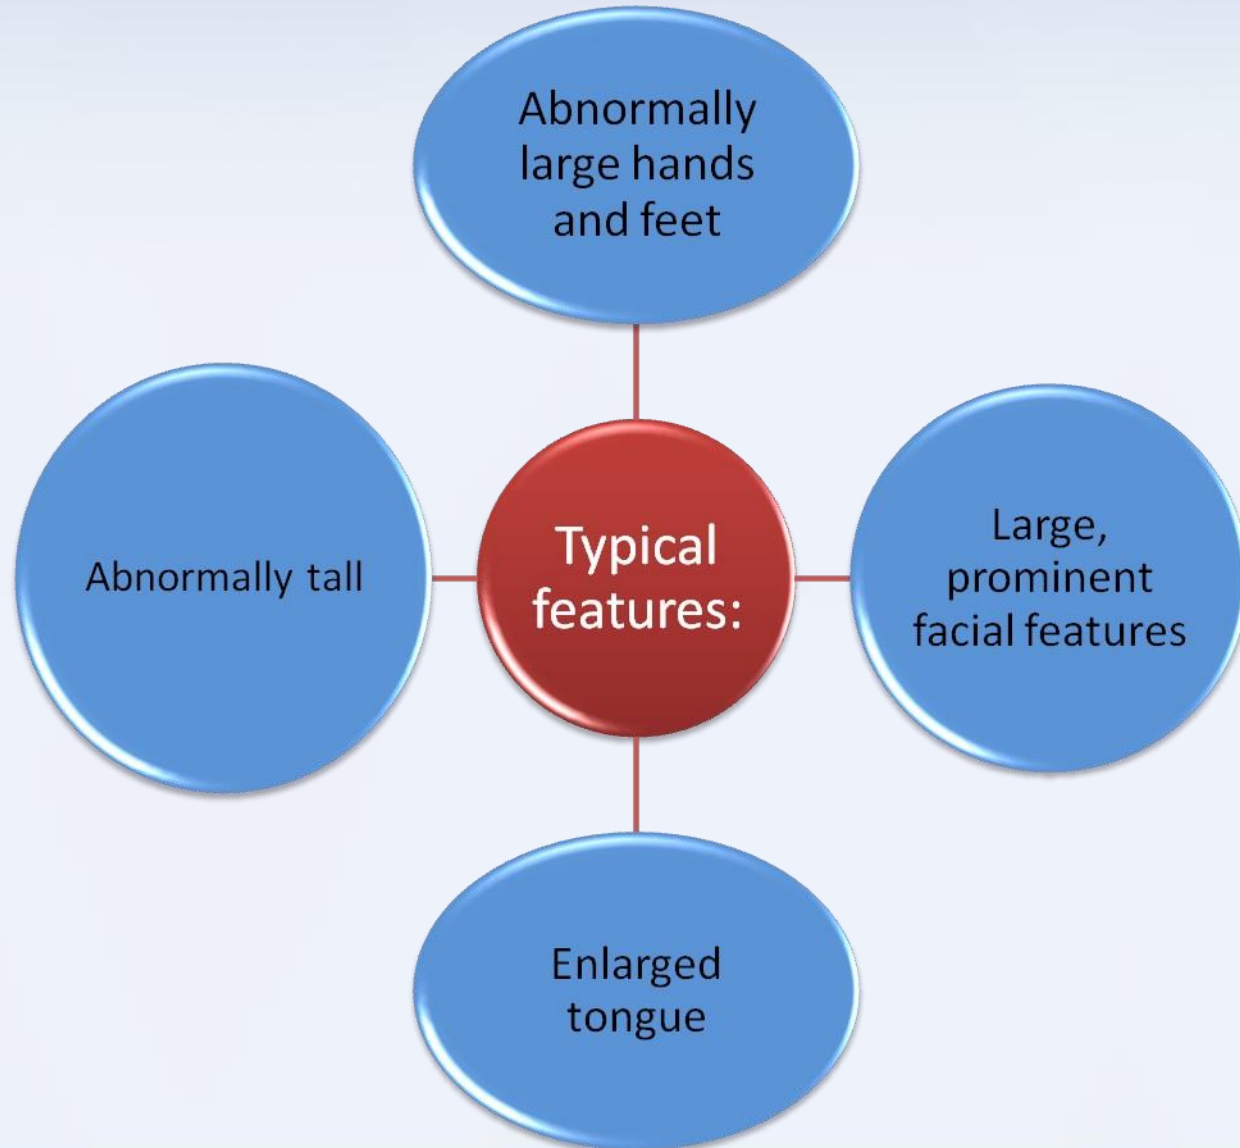 Abnormally
large hands
and feet
Abnormally tall
Typical
features:
Large,
prominent
facial features
Enlarged
tongue